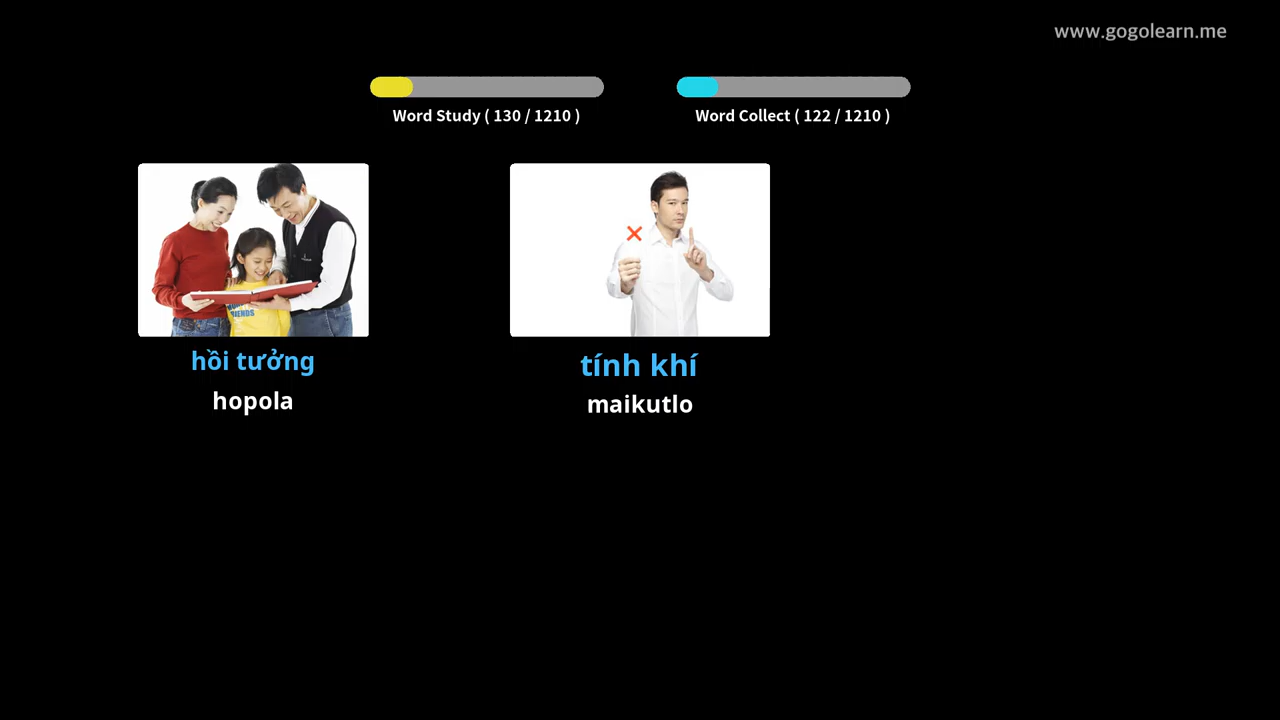 www.gogolearn.me
Word Study ( 130 / 1210 )
Word Collect ( 122 / 1210 )
hồi tưởng
hopola
tính khí
maikutlo